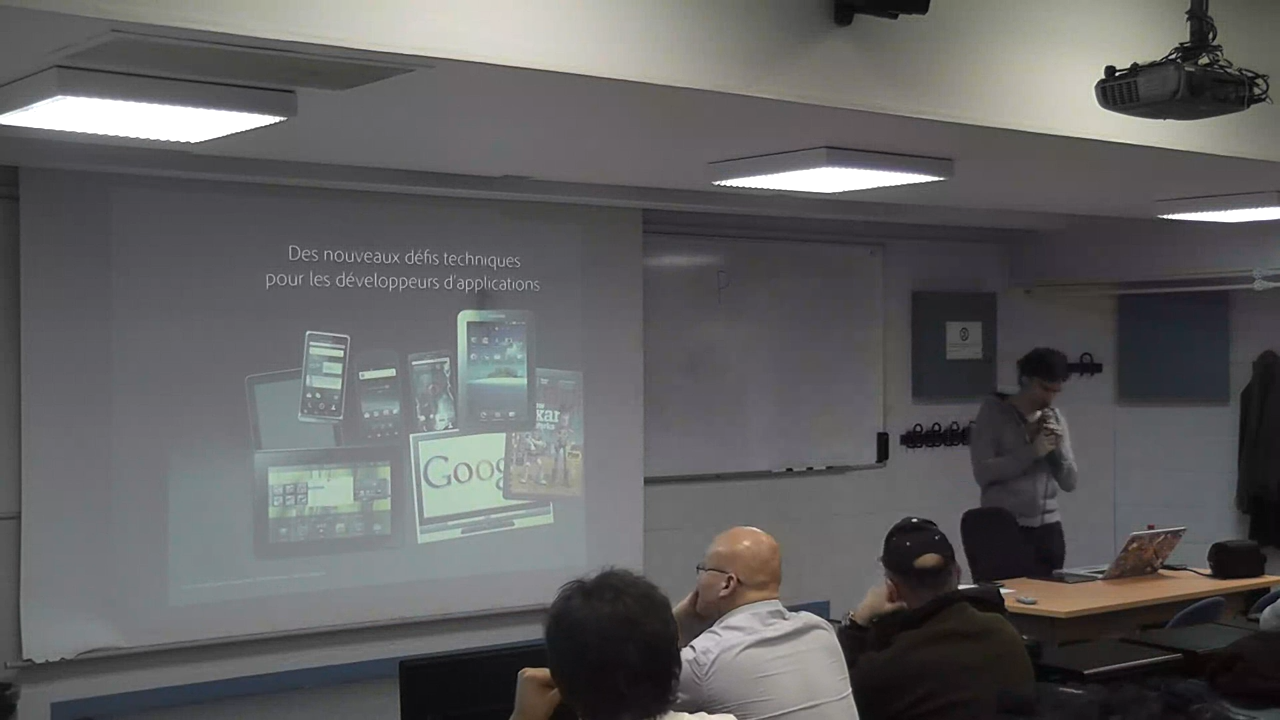 Des nouveaux défis techniques
pour les développeurs d'applications
Goog
P